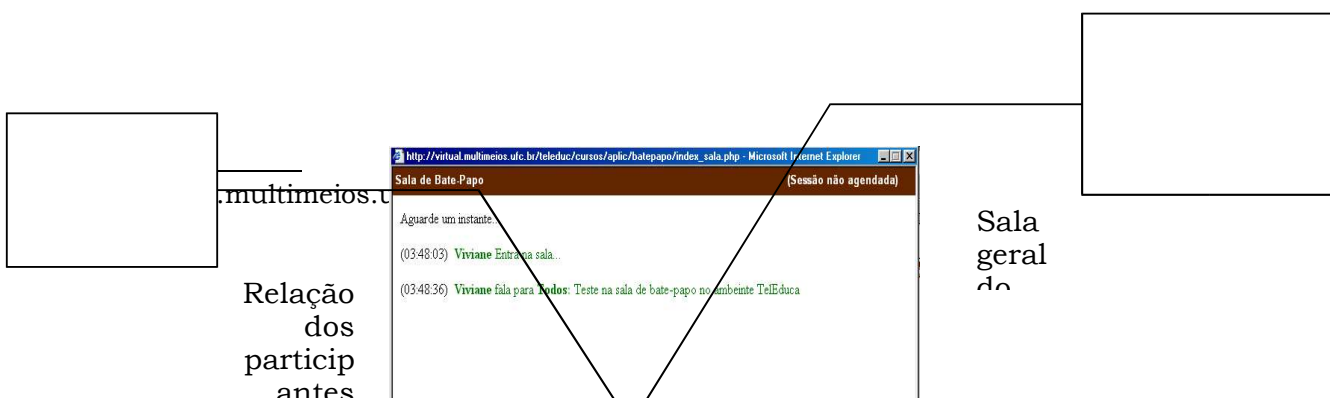 http://virtual.multimeios.ufc.br/teleduc/cursos/aplic/batepapo/index_sala.php - Microsoft Internet Explorer
Sala de Bate-Papo (Sessão não agendada)
.multimeios.u
Aguarde um instante...
(03:48:03) Viviane Entra na sala...
(03:48:36) Viviane fala para Todos: Teste na sala de bate-papo no ambeinte TelEduca
Sala
geral
do
Relação
dos
particip
antes